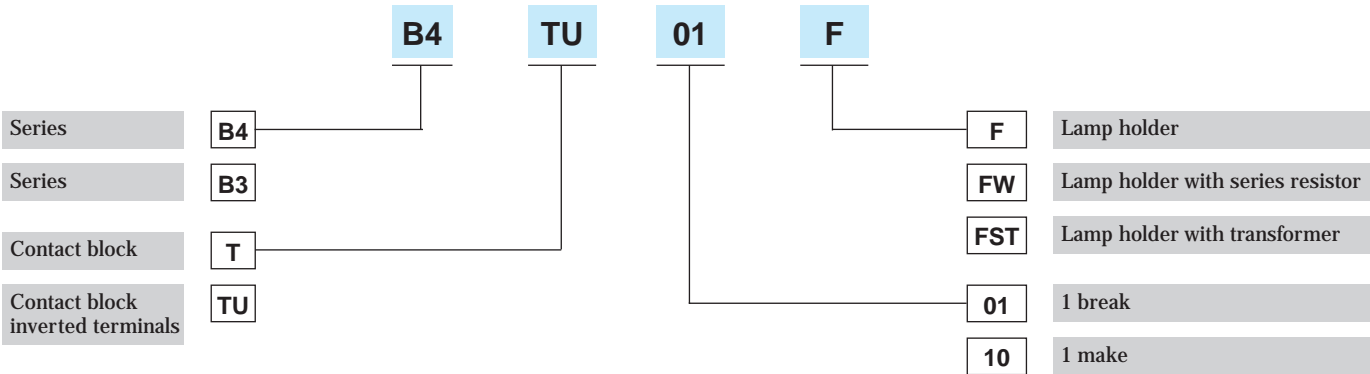 B4 TU 01 F
Series B4
Series B3
Contact block T
Contact block
inverted terminals TU
F Lamp holder
FW Lamp holder with series resistor
FST Lamp holder with transformer
01 1 break
10 1 make